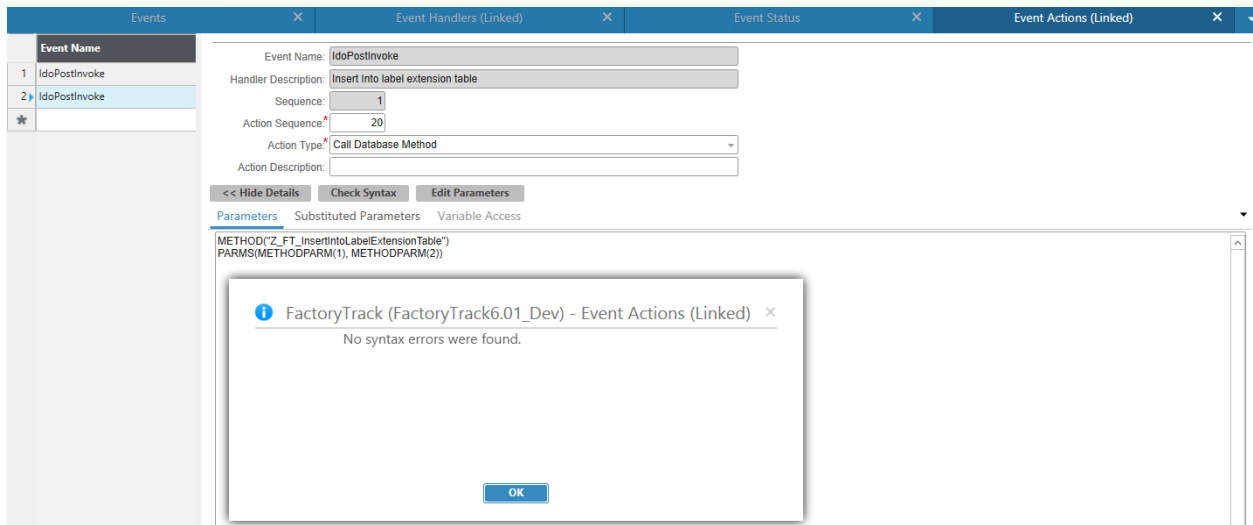 Events
Event Handlers (Linked)
Event Status
Event Actions (Linked)
Event Name
1 IdoPostInvoke
2 IdoPostInvoke
Event Name: IdoPostInvoke
Handler Description: Insert Into label extension table
Sequence: 1
Action Sequence:* 20
Action Type:* Call Database Method
Action Description:
<< Hide Details Check Syntax Edit Parameters
Parameters Substituted Parameters Variable Access
METHOD("Z_FT_InsertIntoLabelExtensionTable")
PARMS(METHODPARM(1), METHODPARM(2))
FactoryTrack (FactoryTrack6.01_Dev) - Event Actions (Linked)
No syntax errors were found.
OK